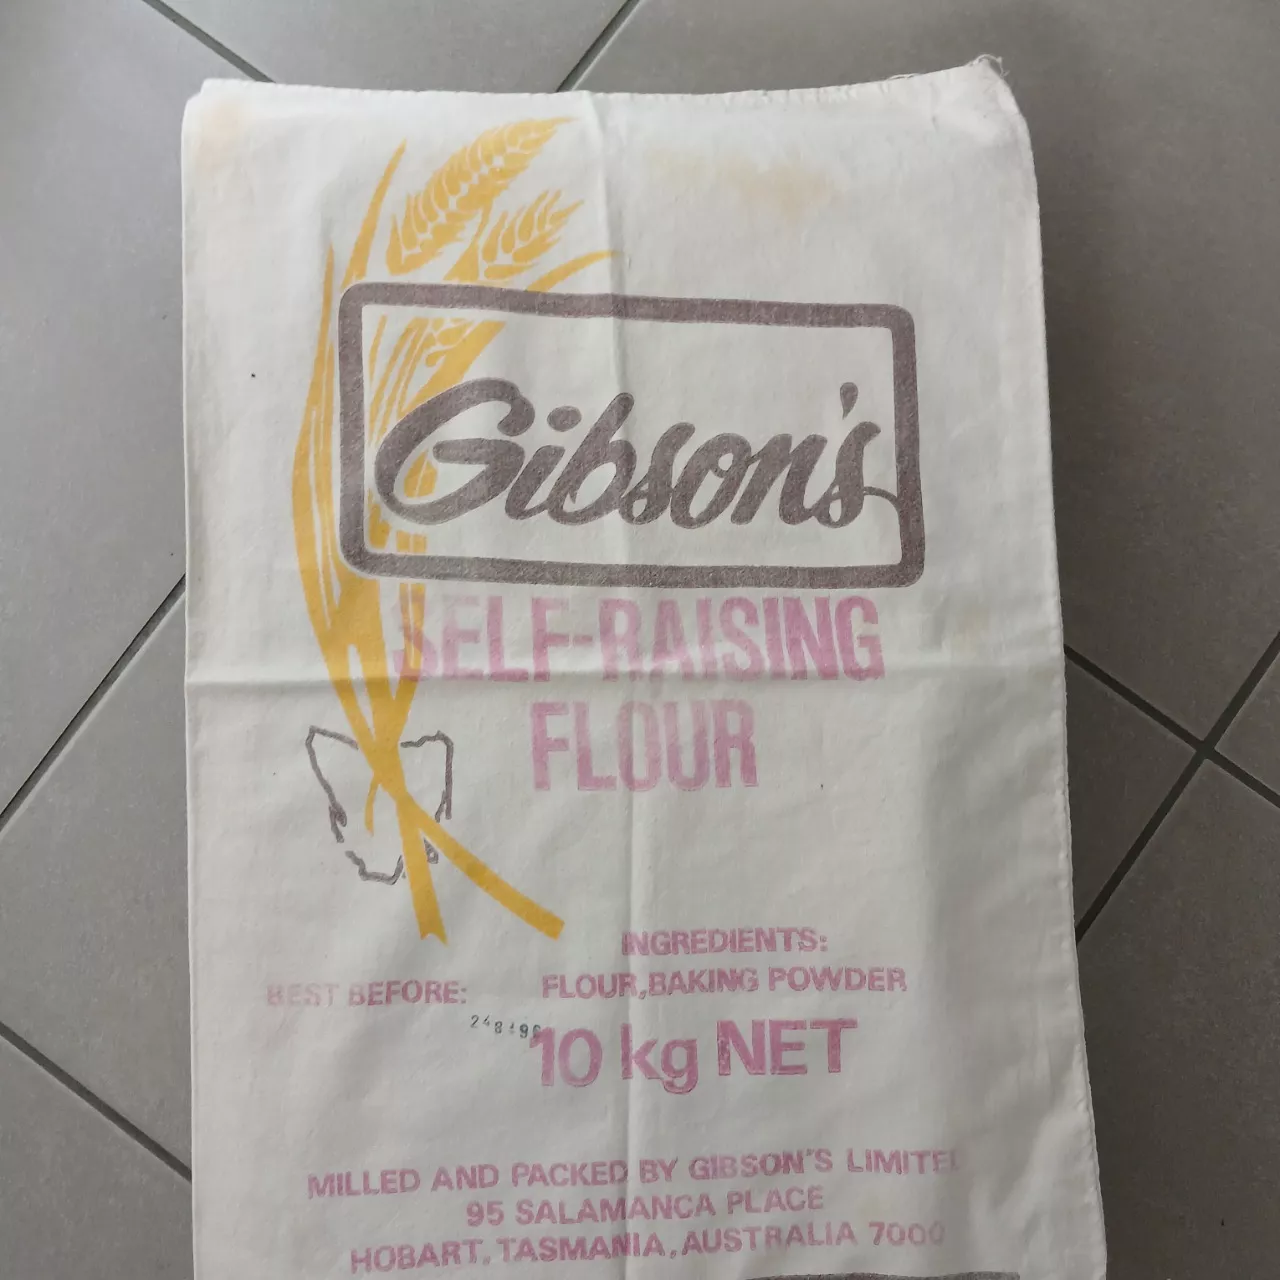 Gibson's
SELF-RAISING
FLOUR
INGREDIENTS:
FLOUR, BAKING POWDER
BEST BEFORE:
10 kg NET
MILLED AND PACKED BY GIBSON'S LIMITED
95 SALAMANCA PLACE
HOBART, TASMANIA, AUSTRALIA 7000